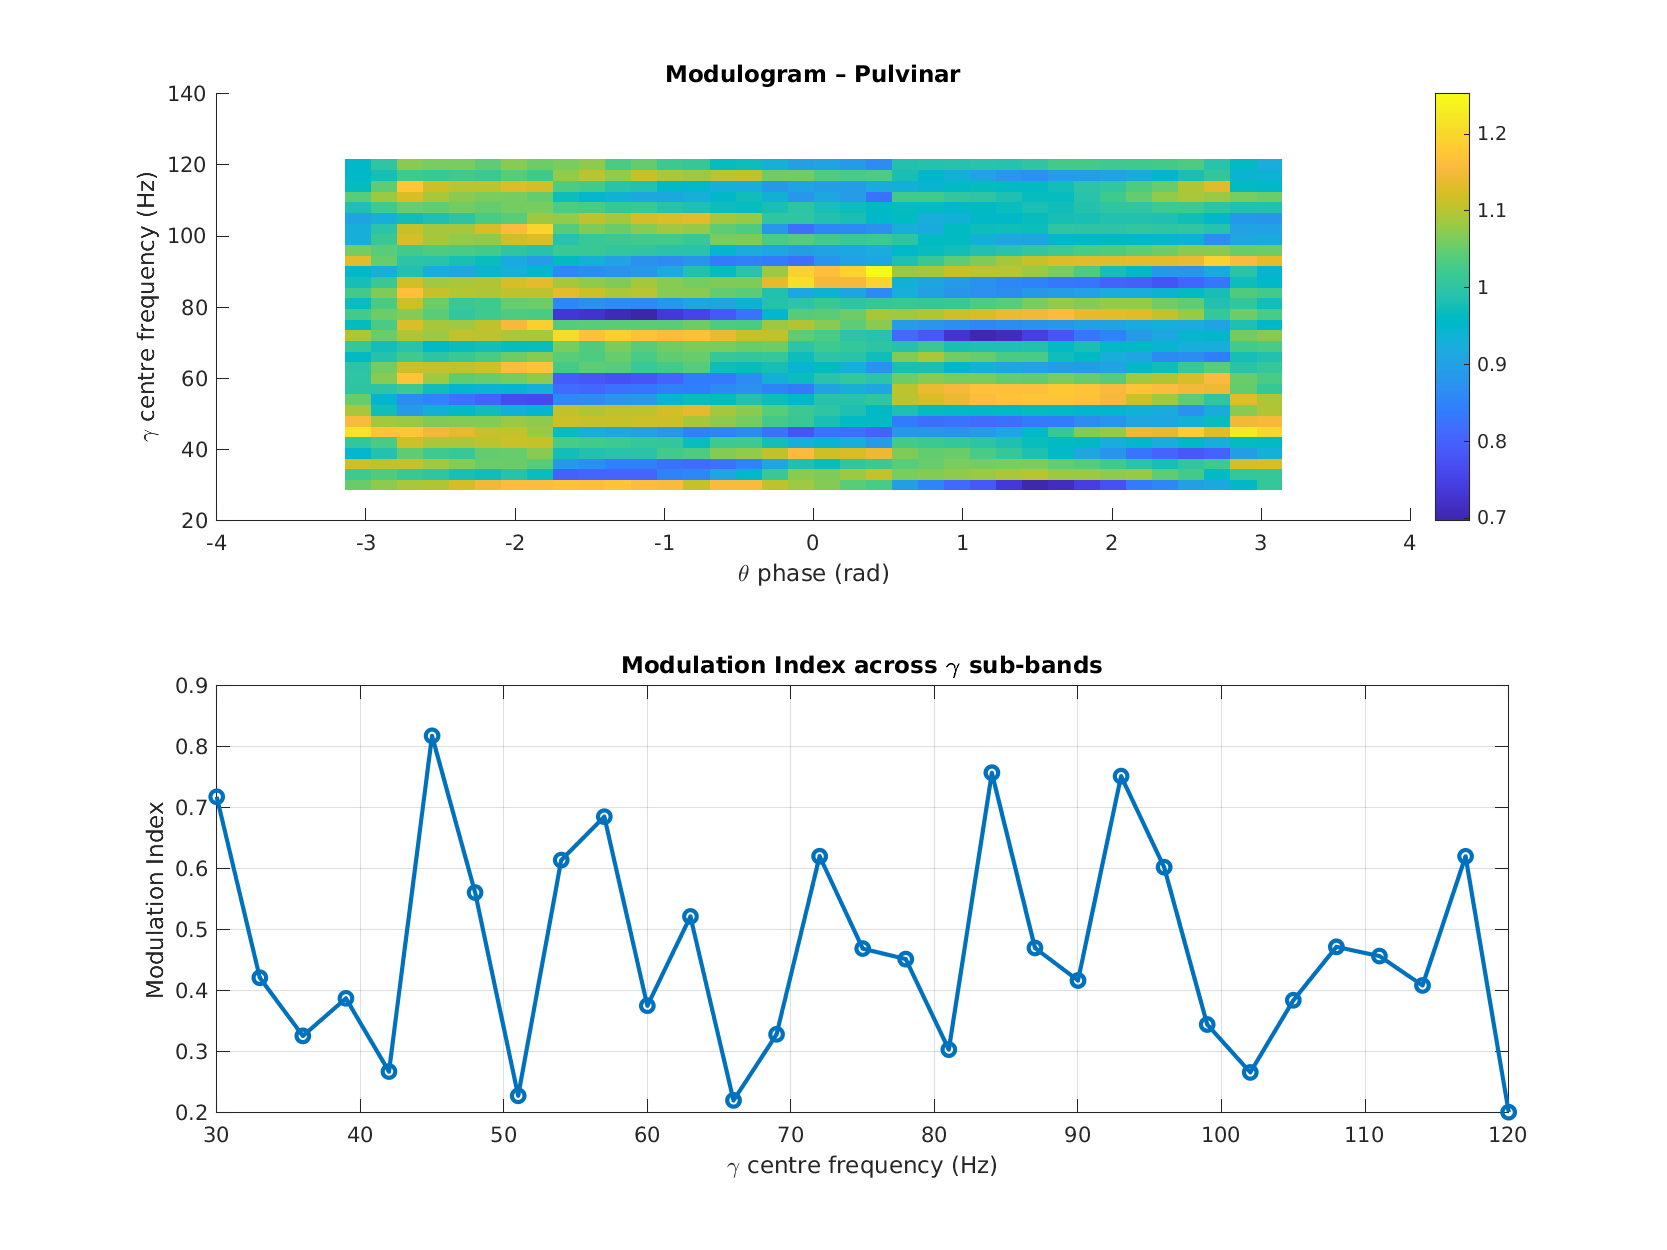 Modulogram – Pulvinar
140
120
100
80
60
40
20
γ centre frequency (Hz)
-4 -3 -2 -1 0 1 2 3 4
θ phase (rad)
1.2
1.1
1
0.9
0.8
0.7
Modulation Index across γ sub-bands
0.9
0.8
0.7
0.6
0.5
0.4
0.3
0.2
Modulation Index
30 40 50 60 70 80 90 100 110 120
γ centre frequency (Hz)